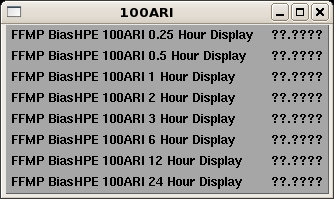 100ARI
FFMP BiasHPE 100ARI 0.25 Hour Display ??.????
FFMP BiasHPE 100ARI 0.5 Hour Display ??.????
FFMP BiasHPE 100ARI 1 Hour Display ??.????
FFMP BiasHPE 100ARI 2 Hour Display ??.????
FFMP BiasHPE 100ARI 3 Hour Display ??.????
FFMP BiasHPE 100ARI 6 Hour Display ??.????
FFMP BiasHPE 100ARI 12 Hour Display ??.????
FFMP BiasHPE 100ARI 24 Hour Display ??.????